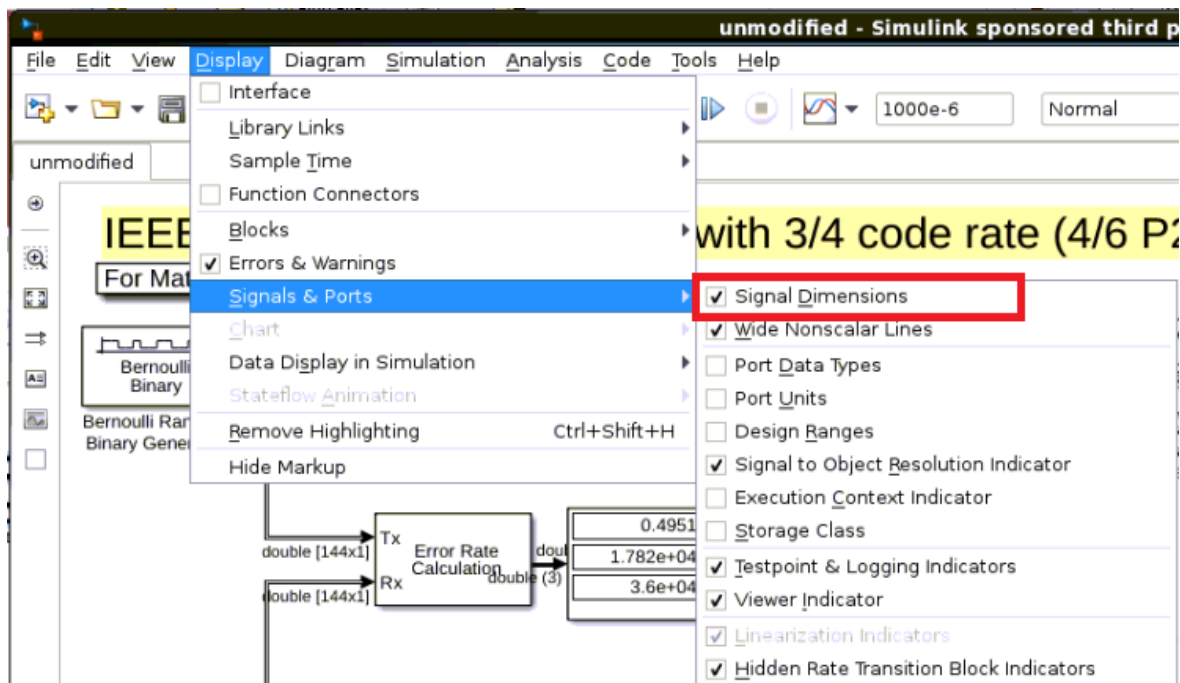 unmodified - Simulink sponsored third p
File Edit View Display Diagram Simulation Analysis Code Tools Help
1000e-6 Normal
unmodified
Interface
Library Links
Sample Time
Function Connectors
Blocks
Errors & Warnings
Signals & Ports
Chart
Data Display in Simulation
Stateflow Animation
Remove Highlighting Ctrl+Shift+H
Hide Markup
Signal Dimensions
Wide Nonscalar Lines
Port Data Types
Port Units
Design Ranges
Signal to Object Resolution Indicator
Execution Context Indicator
Storage Class
Testpoint & Logging Indicators
Viewer Indicator
Linearization Indicators
Hidden Rate Transition Block Indicators
IEEE with 3/4 code rate (4/6 P2
For Mat
Bernoulli
Binary
Bernoulli Ran
Binary Gener
double [144x1]
double [144x1]
Tx
Rx
Error Rate
Calculation
doul
double (3)
0.4951
1.782e+04
3.6e+04